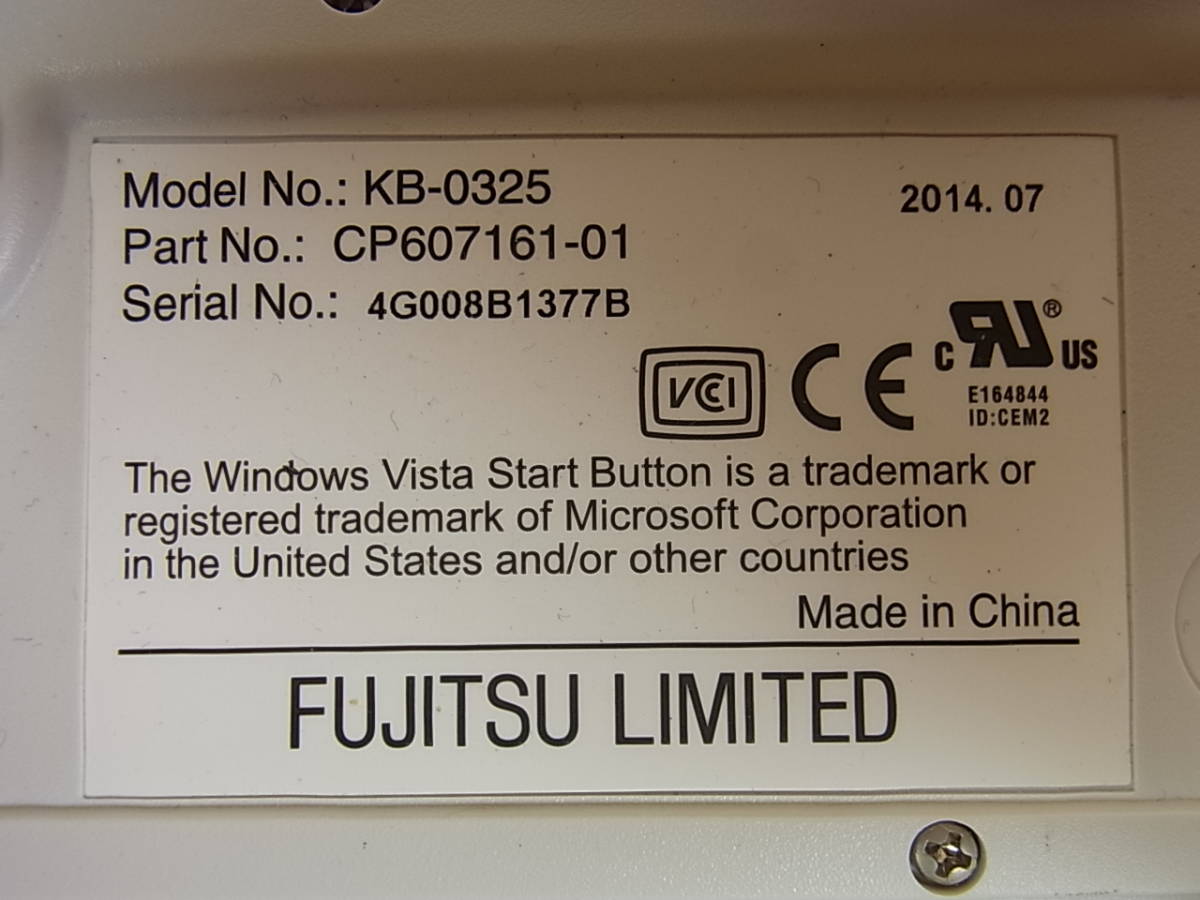 Model No.: KB-0325
2014. 07
Part No.: CP607161-01
Serial No.: 4G008B1377B
VCCI
CE
c RU® US
E164844
ID:CEM2
The Windows Vista Start Button is a trademark or
registered trademark of Microsoft Corporation
in the United States and/or other countries
Made in China
FUJITSU LIMITED